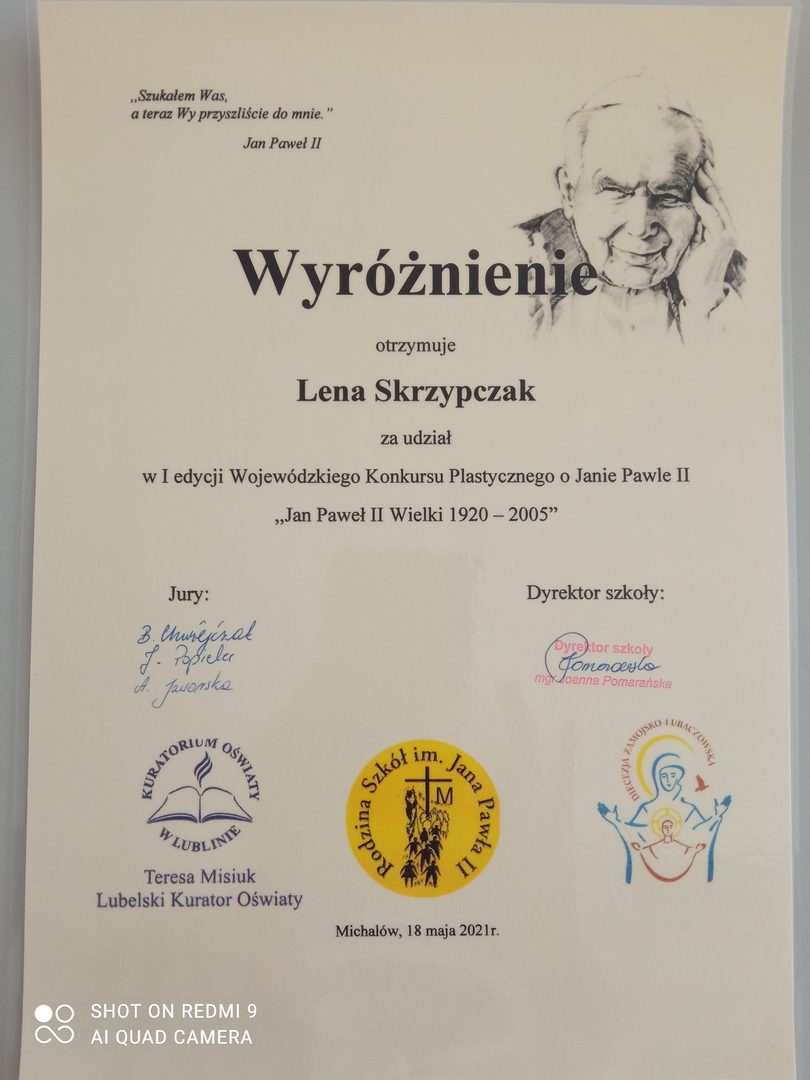 „Szukałem Was,
a teraz Wy przyszliście do mnie.”
Jan Paweł II
Wyróżnienie
otrzymuje
Lena Skrzypczak
za udział
w I edycji Wojewódzkiego Konkursu Plastycznego o Janie Pawle II
„Jan Paweł II Wielki 1920 – 2005”
Jury:
Dyrektor szkoły:
B.
J. Popielec
A. Jaworska
Dyrektor szkoły
Pomarańska
mgr Joanna Pomarańska
KURATORIUM OŚWIATY
W LUBLINIE
Teresa Misiuk
Lubelski Kurator Oświaty
Rodzina Szkół im. Jana Pawła II
M
DIECEZJA ZAMOJSKO-LUBACZOWSKA
Michalów, 18 maja 2021r.
SHOT ON REDMI 9
AI QUAD CAMERA